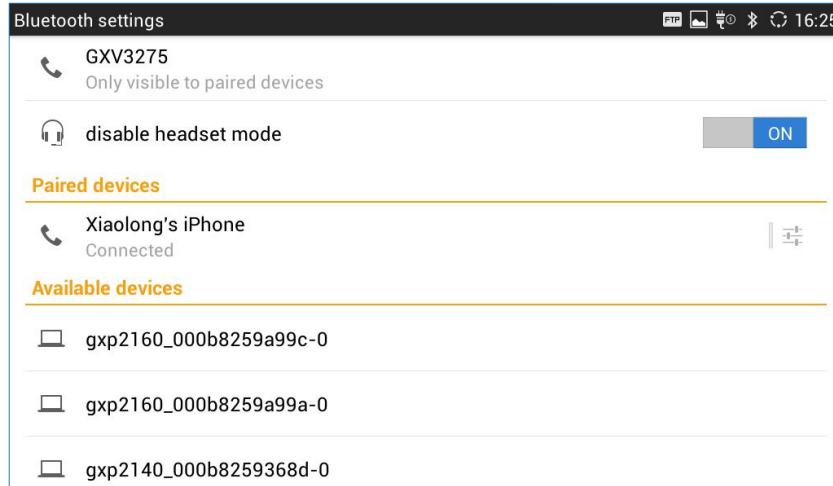 Bluetooth settings FTP 16:25
GXV3275
Only visible to paired devices
disable headset mode ON
Paired devices
Xiaolong's iPhone
Connected
Available devices
gxp2160_000b8259a99c-0
gxp2160_000b8259a99a-0
gxp2140_000b8259368d-0